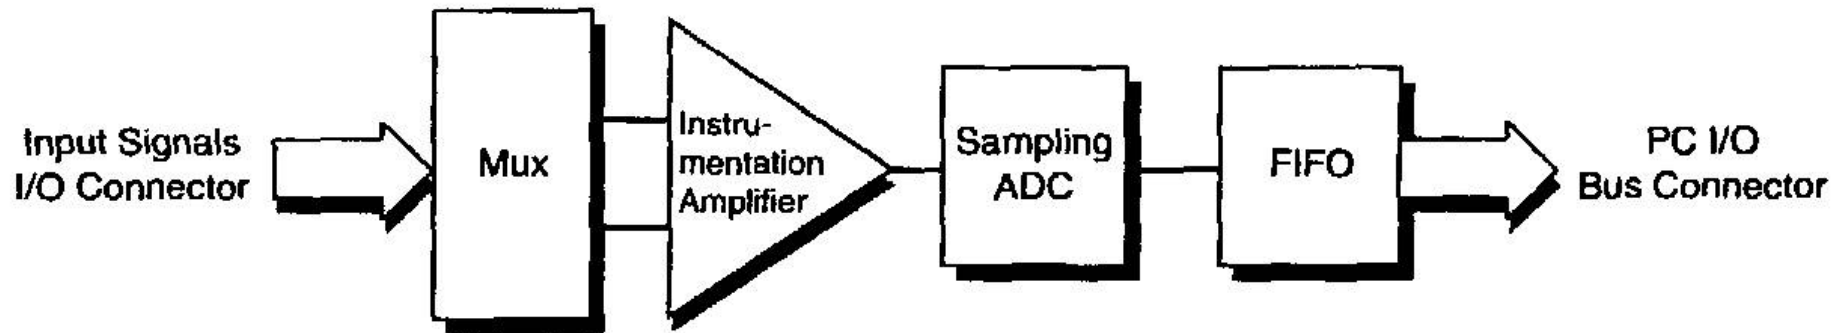 Input Signals
I/O Connector
Mux
Instru-
mentation
Amplifier
Sampling
ADC
FIFO
PC I/O
Bus Connector